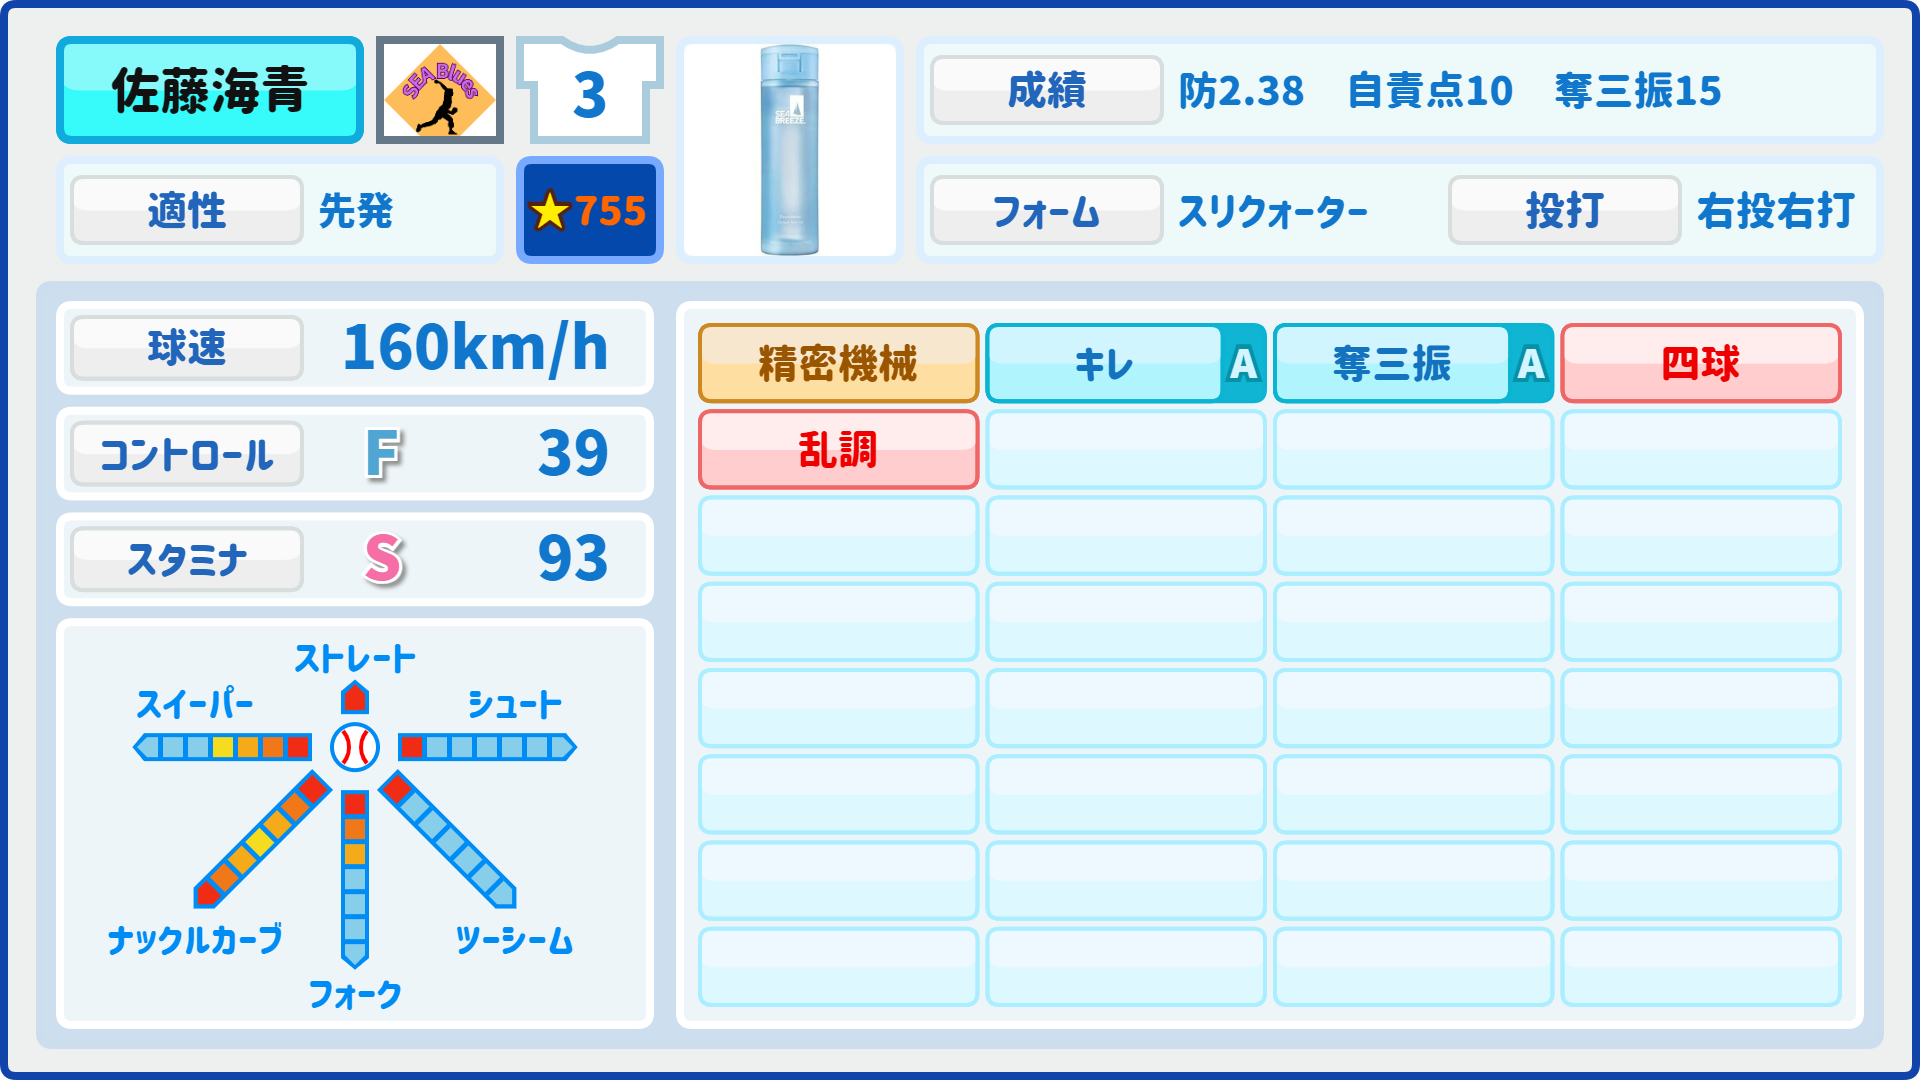 佐藤海青
SEA Blues
3
SEA
BREEZE
成績 防2.38 自責点10 奪三振15
適性 先発
★755
フォーム スリクォーター 投打 右投右打
球速 160km/h
コントロール F 39
スタミナ S 93
ストレート
スイーパー シュート
ナックルカーブ ツーシーム
フォーク
精密機械 キレ A 奪三振 A 四球
乱調